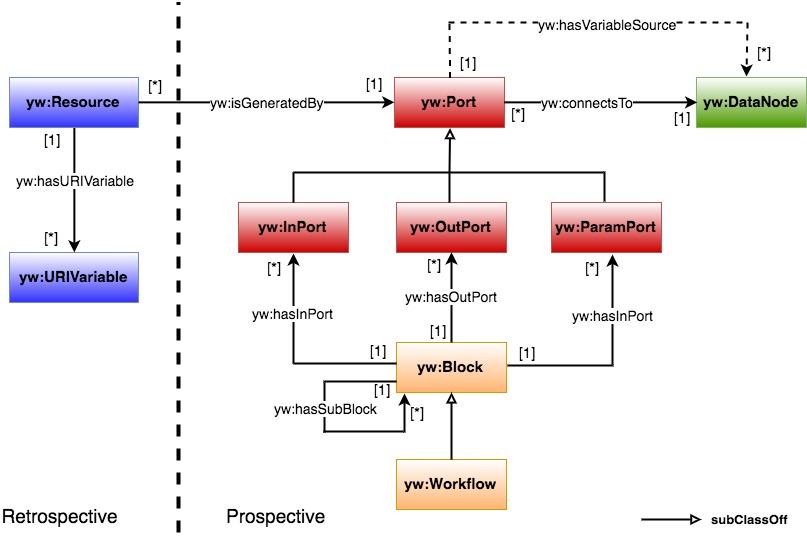 yw:hasVariableSource
[1]
[*]
[*]
[1]
yw:Resource
yw:isGeneratedBy
yw:Port
yw:connectsTo
yw:DataNode
[*]
[1]
[1]
yw:hasURIVariable
[*]
yw:URIVariable
yw:InPort
yw:OutPort
yw:ParamPort
[*]
[*]
[*]
yw:hasInPort
yw:hasOutPort
yw:hasInPort
[1]
[1]
[1]
yw:Block
[1]
yw:hasSubBlock
[*]
yw:Workflow
Retrospective
Prospective
subClassOff